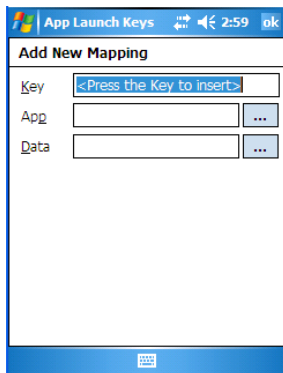 App Launch Keys 2:59 ok
Add New Mapping
Key <Press the Key to insert>
App ...
Data ...